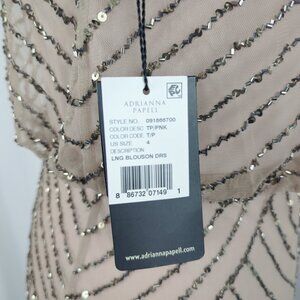 ADRIANNA
PAPELL
STYLE NO. 091866700
COLOR DESC TP/PNK
COLOR CODE T/P
US SIZE 4
DESCRIPTION
LNG BLOUSON DRS
8 86732 07149 1
www.adriannapapell.com